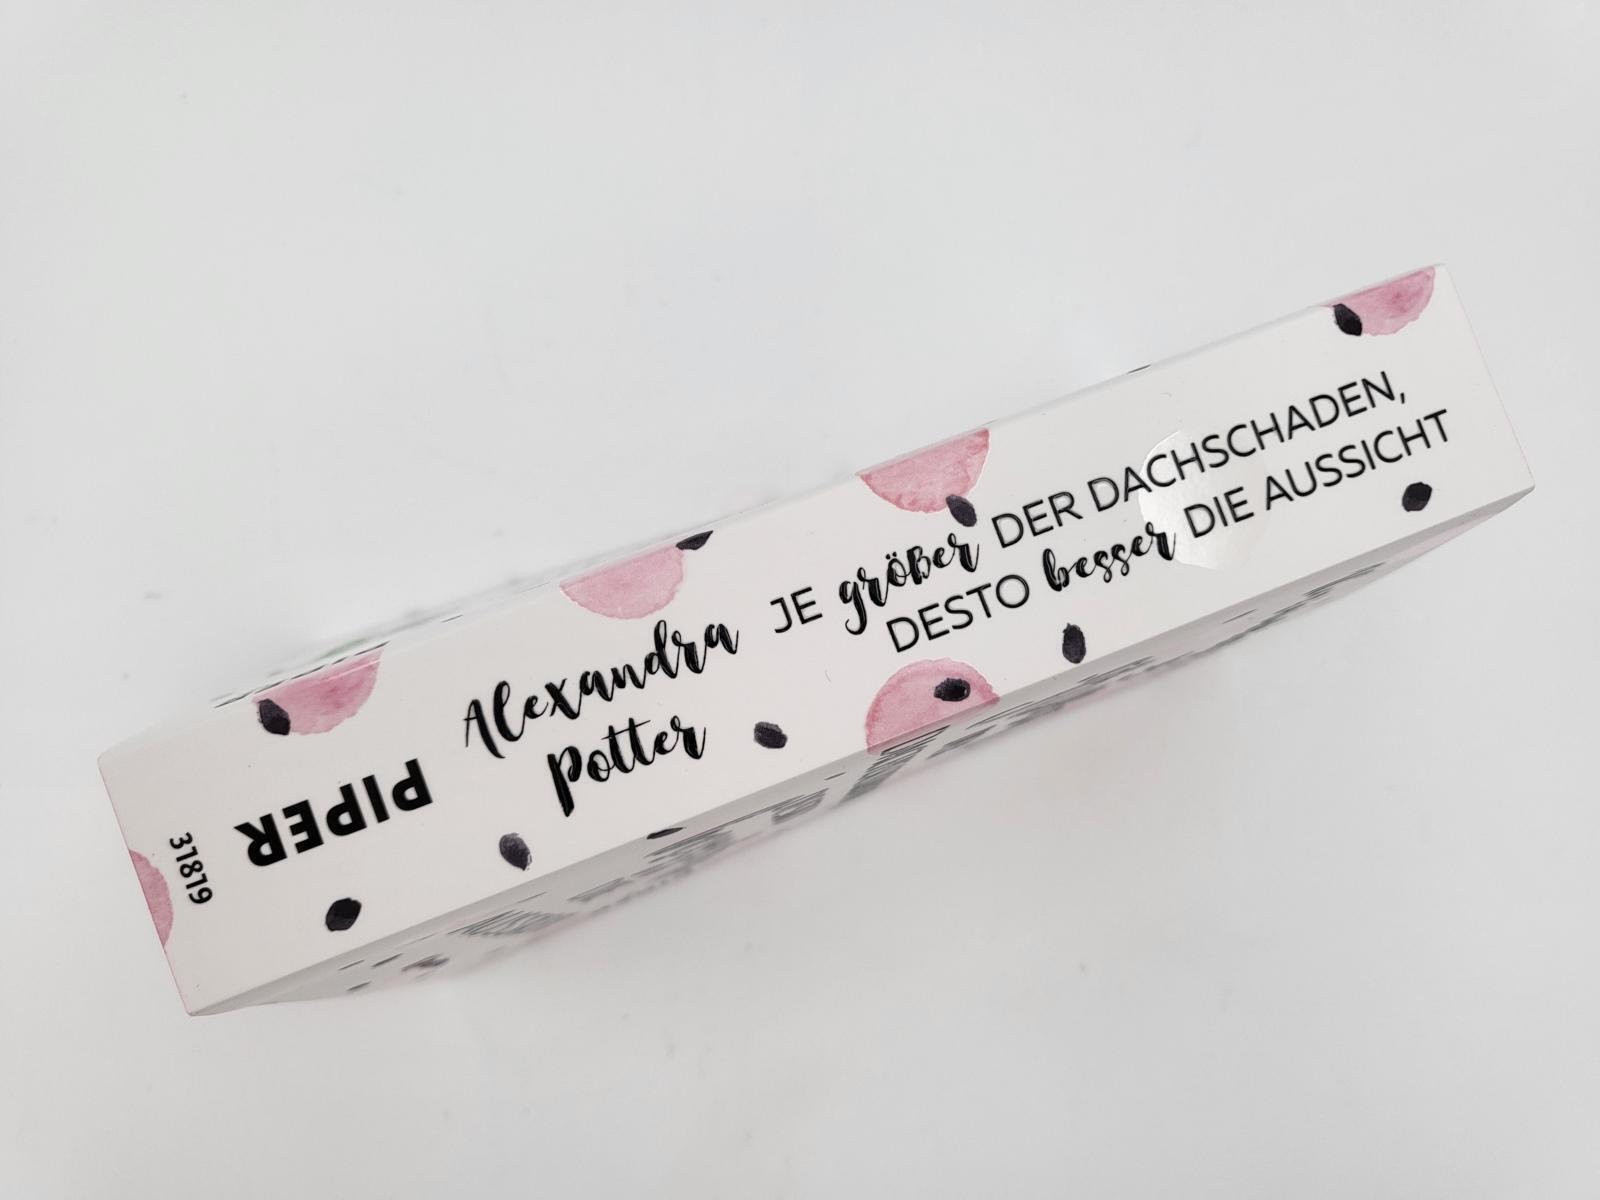 Alexandra
Potter
JE größer DER DACHSCHADEN,
DESTO besser DIE AUSSICHT
PIPER
31819